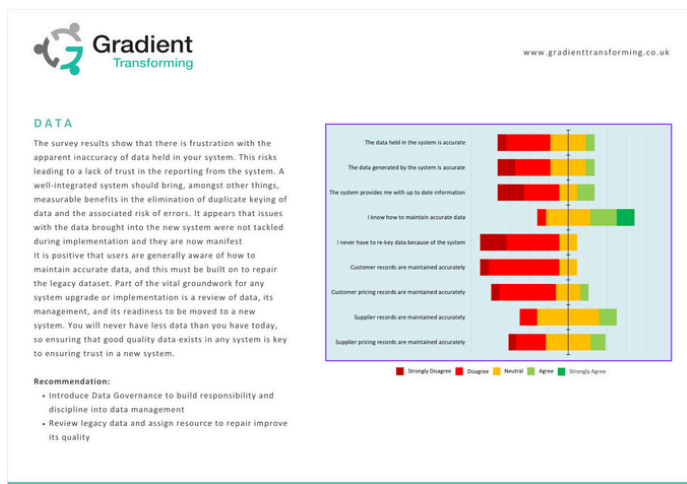 Gradient
Transforming
www.gradienttransforming.co.uk
DATA
The survey results show that there is frustration with the
apparent inaccuracy of data held in your system. This risks
leading to a lack of trust in the reporting from the system. A
well-integrated system should bring, amongst other things,
measurable benefits in the elimination of duplicate keying of
data and the associated risk of errors. It appears that issues
with the data brought into the new system were not tackled
during implementation and they are now manifest
It is positive that users are generally aware of how to
maintain accurate data, and this must be built on to repair
the legacy dataset. Part of the vital groundwork for any
system upgrade or implementation is a review of data, its
management, and its readiness to be moved to a new
system. You will never have less data than you have today,
so ensuring that good quality data exists in any system is key
to ensuring trust in a new system.
Recommendation:
• Introduce Data Governance to build responsibility and
discipline into data management
• Review legacy data and assign resource to repair improve
its quality
The data held in the system is accurate
The data generated by the system is accurate
The system provides me with up to date information
I know how to maintain accurate data
I never have to re-key data because of the system
Customer records are maintained accurately
Customer pricing records are maintained accurately
Supplier records are maintained accurately
Supplier pricing records are maintained accurately
Strongly Disagree Disagree Neutral Agree Strongly Agree